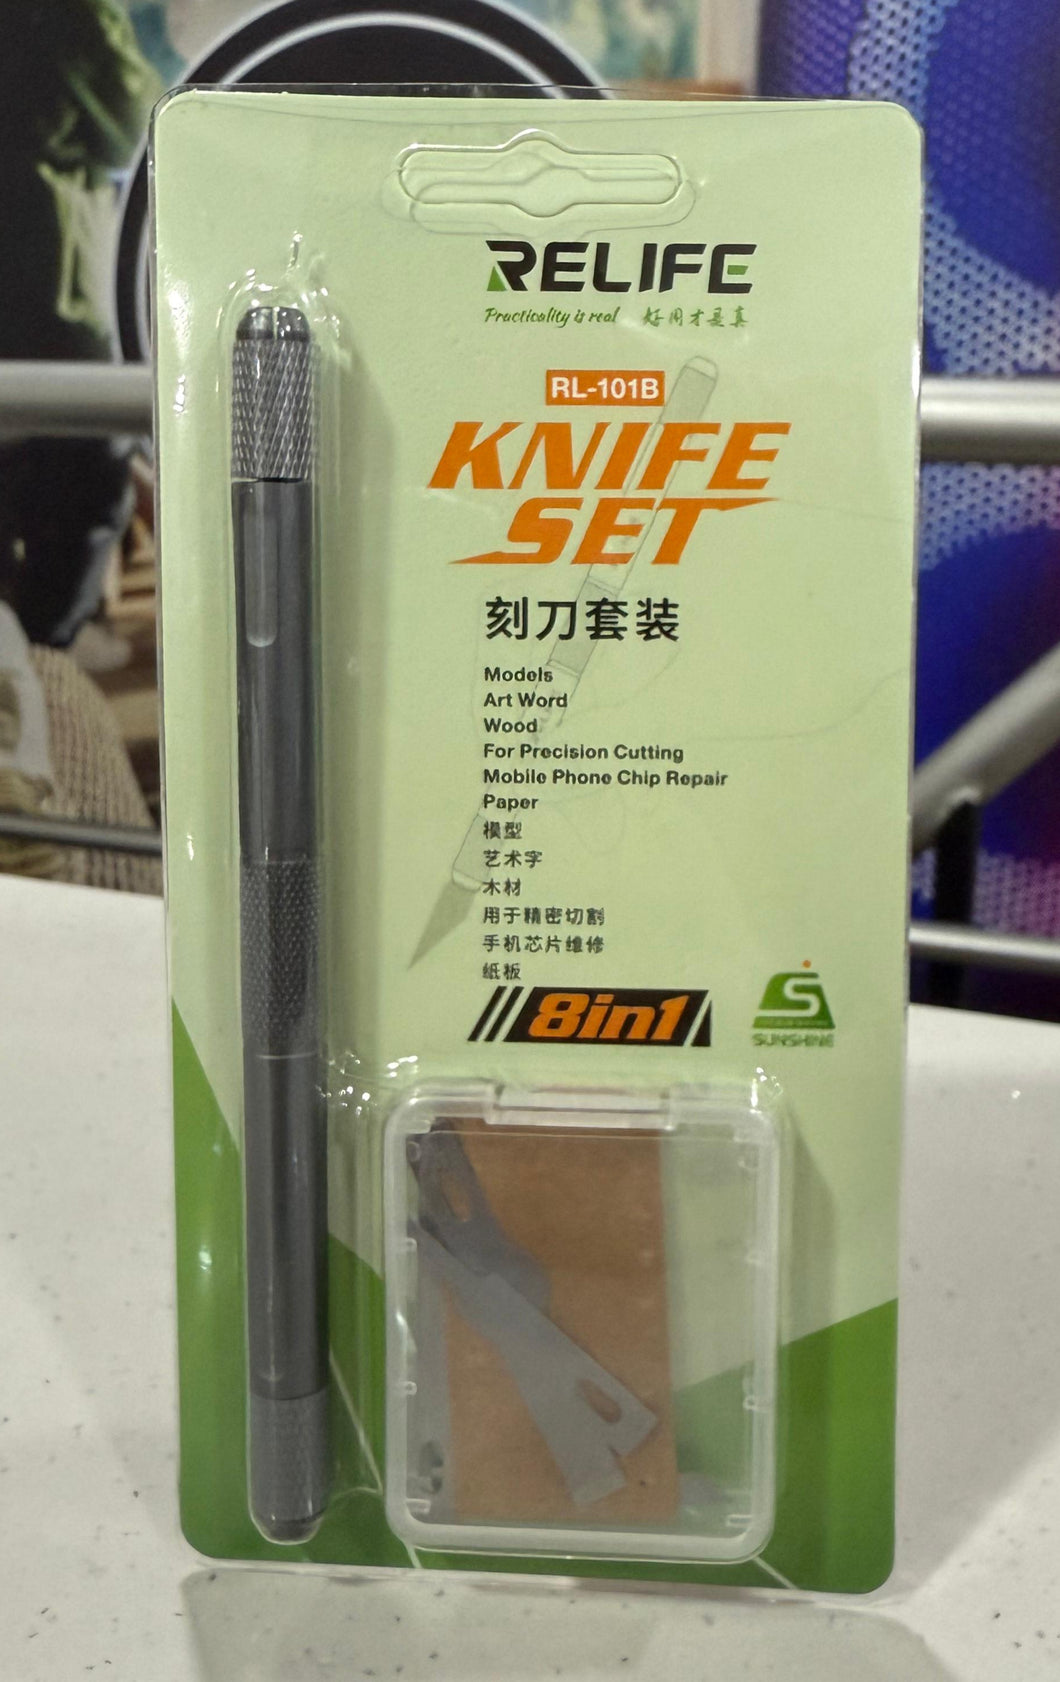 RELIFE
Practicality is real 好用才是真
RL-101B
KNIFE
SET
刻刀套装
Models
Art Word
Wood
For Precision Cutting
Mobile Phone Chip Repair
Paper
模型
艺术字
木材
用于精密切割
手机芯片维修
纸板
8in1
S
SUNSHINE